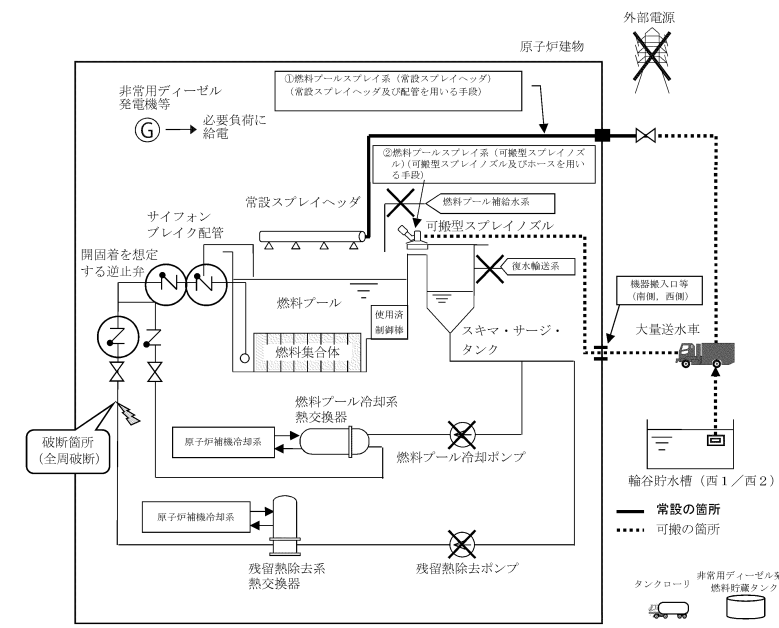 外部電源
原子炉建物
①燃料プールスプレイ系（常設スプレイヘッダ）
（常設スプレイヘッダ及び配管を用いる手段）
非常用ディーゼル
発電機等
G
必要負荷に
給電
②燃料プールスプレイ系（可搬型スプレイノズ
ル）（可搬型スプレイノズル及びホースを用い
る手段）
常設スプレイヘッダ
燃料プール補給水系
サイフォン
ブレイク配管
可搬型スプレイノズル
開固着を想定
する逆止弁
復水輸送系
機器搬入口等
（南側，西側）
燃料プール
使用済
制御棒
スキマ・サージ・
タンク
大量送水車
燃料集合体
燃料プール冷却系
熱交換器
破断箇所
（全周破断）
原子炉補機冷却系
燃料プール冷却ポンプ
輪谷貯水槽（西１／西２）
常設の箇所
可搬の箇所
原子炉補機冷却系
残留熱除去系
熱交換器
残留熱除去ポンプ
タンクローリ
非常用ディーゼル発
燃料貯蔵タンク